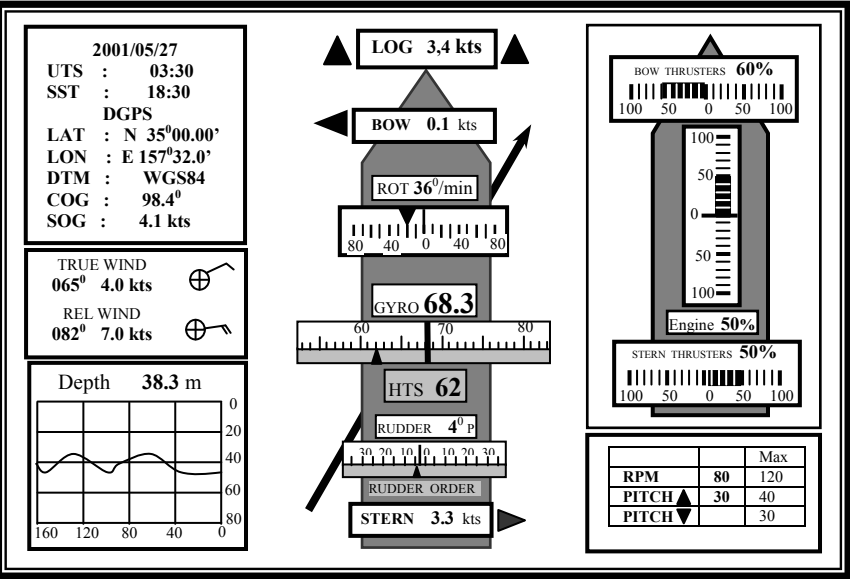 2001/05/27
UTS : 03:30
SST : 18:30
DGPS
LAT : N 35⁰00.00’
LON : E 157⁰32.0’
DTM : WGS84
COG : 98.4⁰
SOG : 4.1 kts
TRUE WIND
065⁰ 4.0 kts
REL WIND
082⁰ 7.0 kts
Depth 38.3 m
0
20
40
60
80
160 120 80 40 0
LOG 3,4 kts
BOW 0.1 kts
ROT 36⁰/min
80 40 0 40 80
GYRO 68.3
60 70 80
HTS 62
RUDDER 4⁰ P
30 20 10 0 10 20 30
RUDDER ORDER
STERN 3.3 kts
BOW THRUSTERS 60%
100 50 0 50 100
100
50
0
50
100
Engine 50%
STERN THRUSTERS 50%
100 50 0 50 100
Max
RPM 80 120
PITCH 30 40
PITCH 30